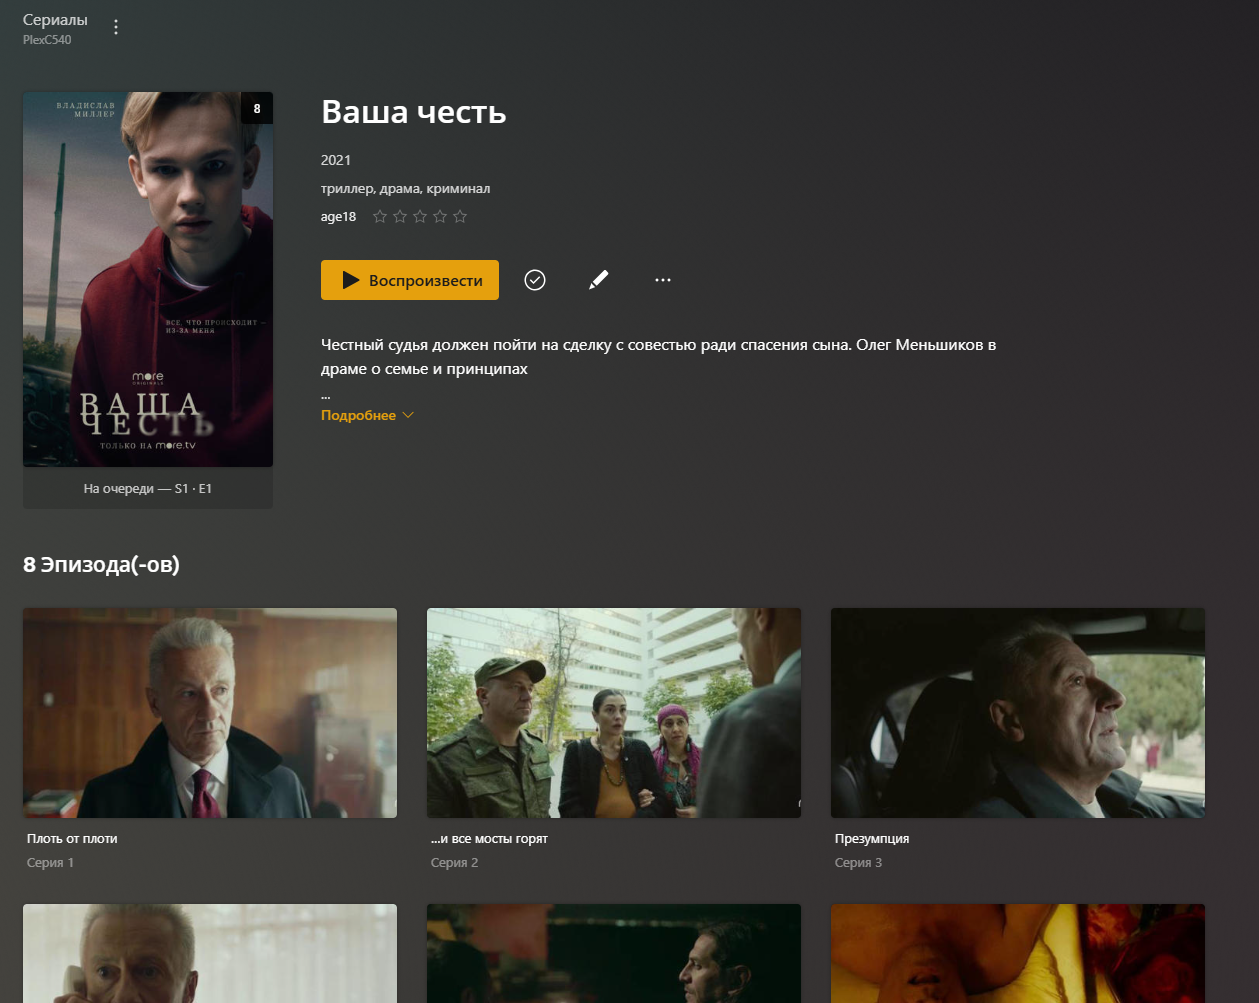 Сериалы
PlexC540
ВЛАДИСЛАВ
МИЛЛЕР
8
ВСЕ, ЧТО ПРОИСХОДИТ –
ИЗ-ЗА МЕНЯ
more
ORIGINALS
ВАША
ЧЕСТЬ
ТОЛЬКО НА more.tv
На очереди — S1 · E1
Ваша честь
2021
триллер, драма, криминал
age18
Воспроизвести
Честный судья должен пойти на сделку с совестью ради спасения сына. Олег Меньшиков в
драме о семье и принципах
...
Подробнее
8 Эпизода(-ов)
Плоть от плоти
Серия 1
...и все мосты горят
Серия 2
Презумпция
Серия 3